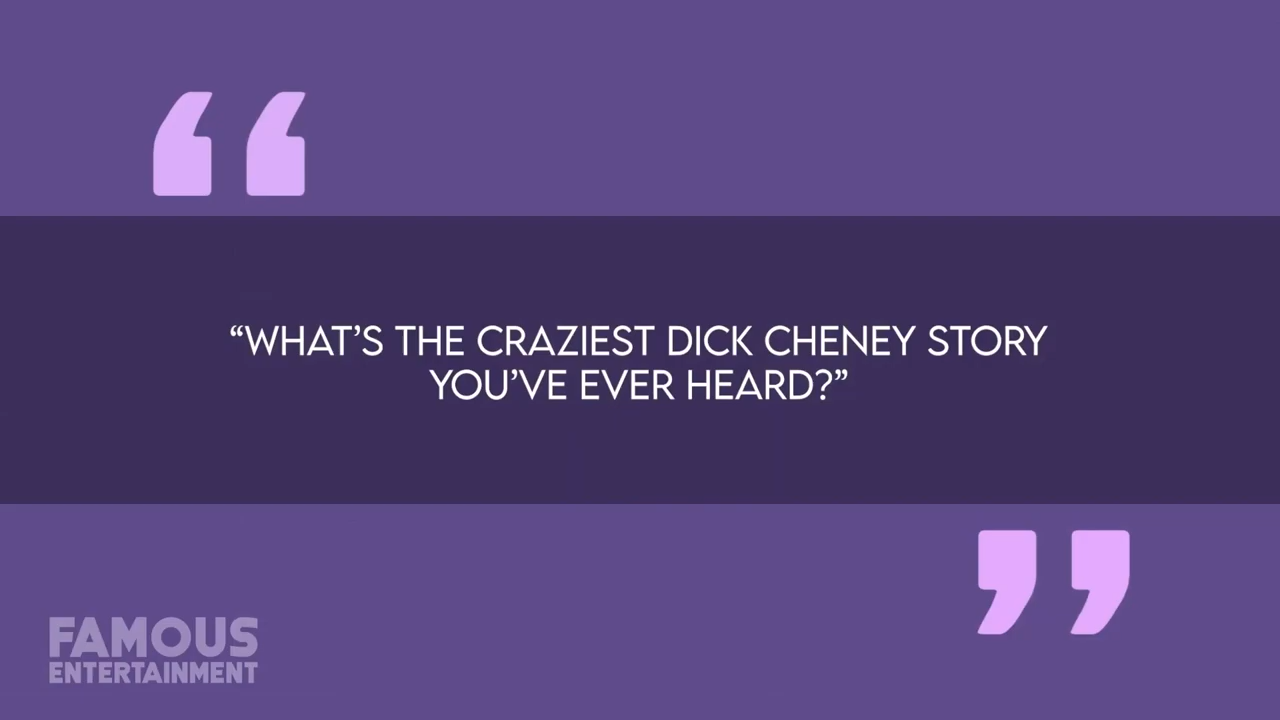 “WHAT’S THE CRAZIEST DICK CHENEY STORY
YOU’VE EVER HEARD?”
FAMOUS
ENTERTAINMENT